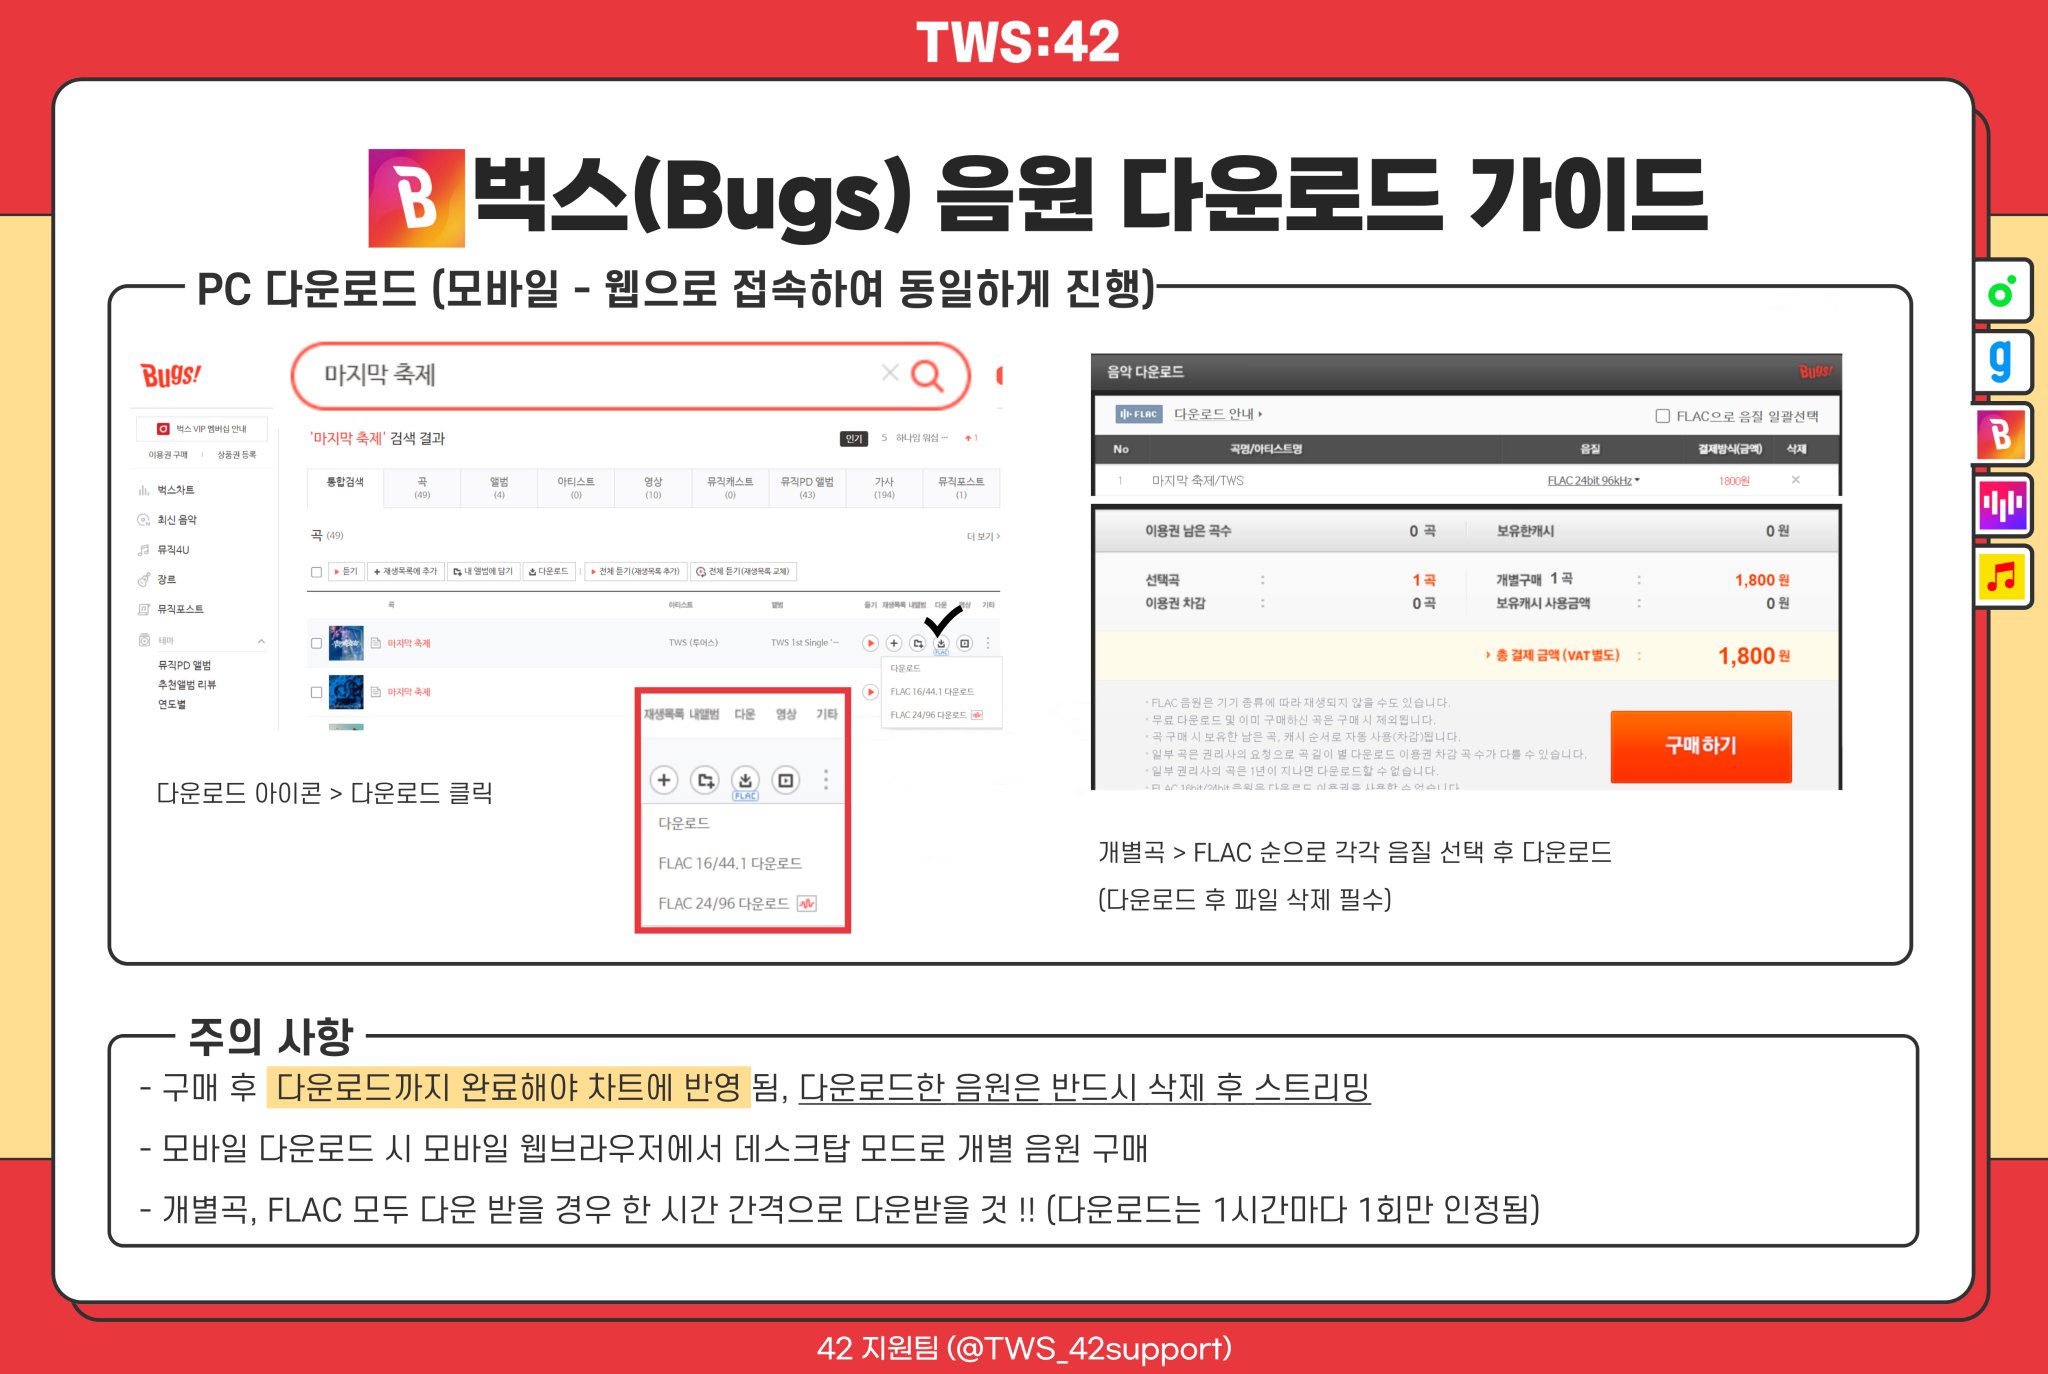 TWS:42
B 벅스(Bugs) 음원 다운로드 가이드
PC 다운로드 (모바일 - 웹으로 접속하여 동일하게 진행)
Bugs!
마지막 축제
벅스 VIP 멤버십 안내
이용권 구매 | 상품권 등록
벅스차트
최신 음악
뮤직4U
장르
뮤직포스트
테마
뮤직PD 앨범
추천앨범 리뷰
연도별
'마지막 축제' 검색 결과
인기 5 하나임 워십 ··· 1
통합검색 곡 앨범 아티스트 영상 뮤직캐스트 뮤직PD 앨범 가사 뮤직포스트
(49) (4) (0) (10) (0) (43) (194) (1)
곡 (49) 더 보기 >
듣기 + 재생목록에 추가 내 앨범에 담기 다운로드 | 전체 듣기(재생목록 추가) 전체 듣기(재생목록 교체)
곡 아티스트 앨범 듣기 재생목록 내앨범 다운 영상 기타
마지막 축제 TWS (투어스) TWS 1st Single '··· FLAC
다운로드
FLAC 16/44.1 다운로드
FLAC 24/96 다운로드
마지막 축제
재생목록 내앨범 다운 영상 기타
FLAC
다운로드
FLAC 16/44.1 다운로드
FLAC 24/96 다운로드
다운로드 아이콘 > 다운로드 클릭
음악 다운로드 Bugs!
FLAC 다운로드 안내 FLAC으로 음질 일괄선택
No 곡명/아티스트명 음질 결제방식(금액) 삭제
1 마지막 축제/TWS FLAC 24bit 96kHz 1800원 ×
이용권 남은 곡수 0 곡 보유한캐시 0 원
선택곡 : 1 곡 개별구매 1 곡 : 1,800 원
이용권 차감 : 0 곡 보유캐시 사용금액 : 0 원
› 총 결제 금액 (VAT별도) : 1,800 원
· FLAC 음원은 기기 종류에 따라 재생되지 않을 수도 있습니다.
· 무료 다운로드 및 이미 구매하신 곡은 구매 시 제외됩니다.
· 곡 구매 시 보유한 남은 곡, 캐시 순서로 자동 사용(차감)됩니다.
· 일부 곡은 권리사의 요청으로 곡 길이 별 다운로드 이용권 차감 곡 수가 다를 수 있습니다.
· 일부 권리사의 곡은 1년이 지나면 다운로드할 수 없습니다.
· FLAC 16bit/24bit 음원은 다운로드 이용권을 사용할 수 없습니다.
구매하기
개별곡 > FLAC 순으로 각각 음질 선택 후 다운로드
(다운로드 후 파일 삭제 필수)
g
B
주의 사항
- 구매 후 다운로드까지 완료해야 차트에 반영 됨, 다운로드한 음원은 반드시 삭제 후 스트리밍
- 모바일 다운로드 시 모바일 웹브라우저에서 데스크탑 모드로 개별 음원 구매
- 개별곡, FLAC 모두 다운 받을 경우 한 시간 간격으로 다운받을 것 !! (다운로드는 1시간마다 1회만 인정됨)
42 지원팀 (@TWS_42support)